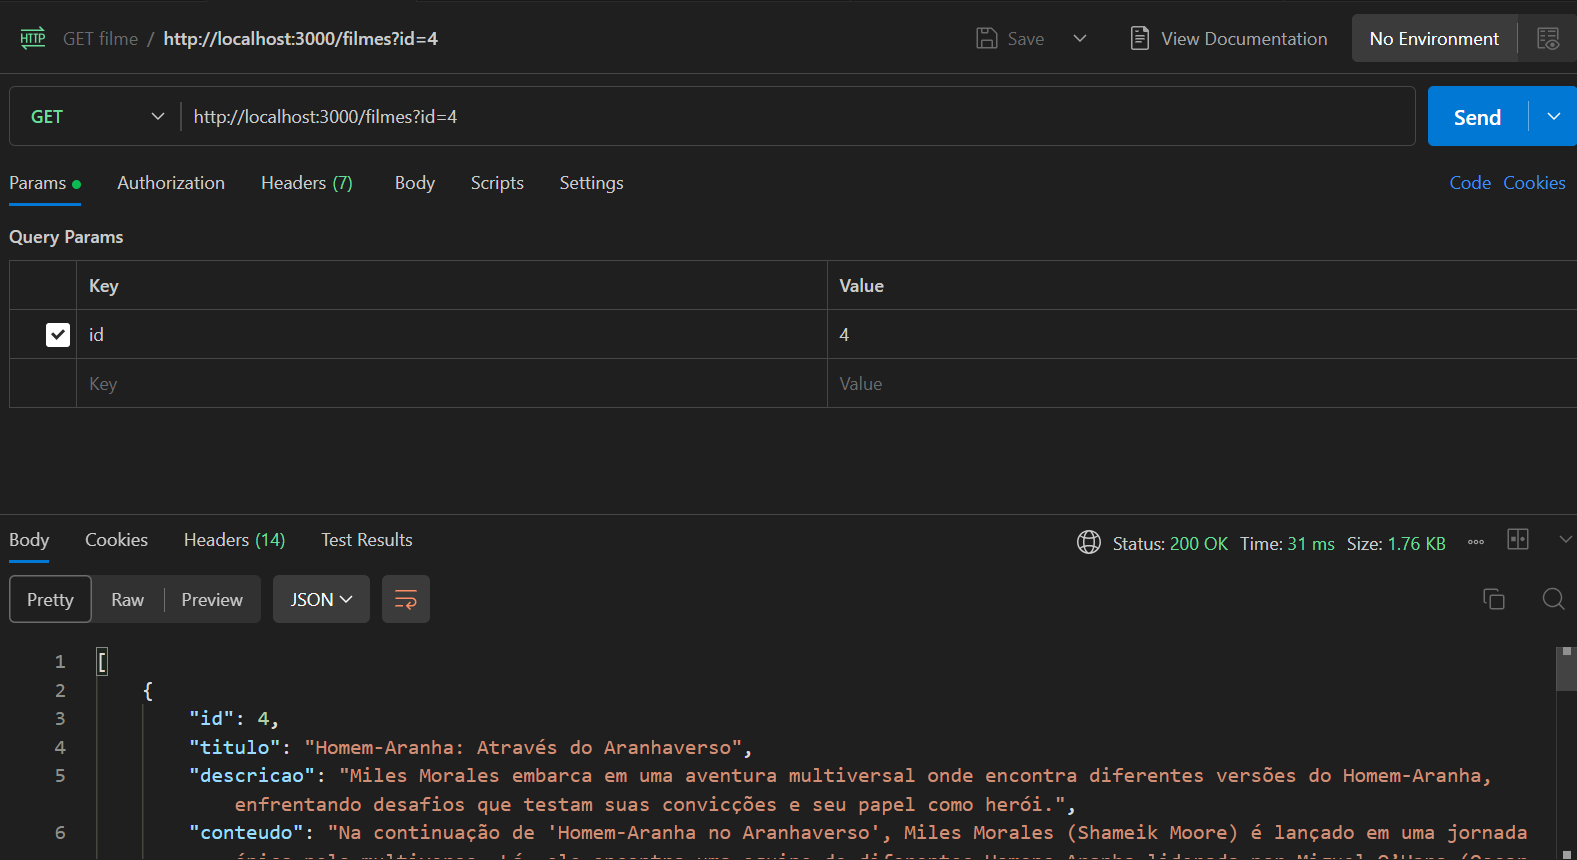 HTTP GET filme / http://localhost:3000/filmes?id=4 Save View Documentation No Environment
GET http://localhost:3000/filmes?id=4 Send
Params Authorization Headers (7) Body Scripts Settings Code Cookies
Query Params
Key Value
id 4
Key Value
Body Cookies Headers (14) Test Results Status: 200 OK Time: 31 ms Size: 1.76 KB
Pretty Raw Preview JSON
1 [
2 {
3 "id": 4,
4 "titulo": "Homem-Aranha: Através do Aranhaverso",
5 "descricao": "Miles Morales embarca em uma aventura multiversal onde encontra diferentes versões do Homem-Aranha,
enfrentando desafios que testam suas convicções e seu papel como herói.",
6 "conteudo": "Na continuação de 'Homem-Aranha no Aranhaverso', Miles Morales (Shameik Moore) é lançado em uma jornada